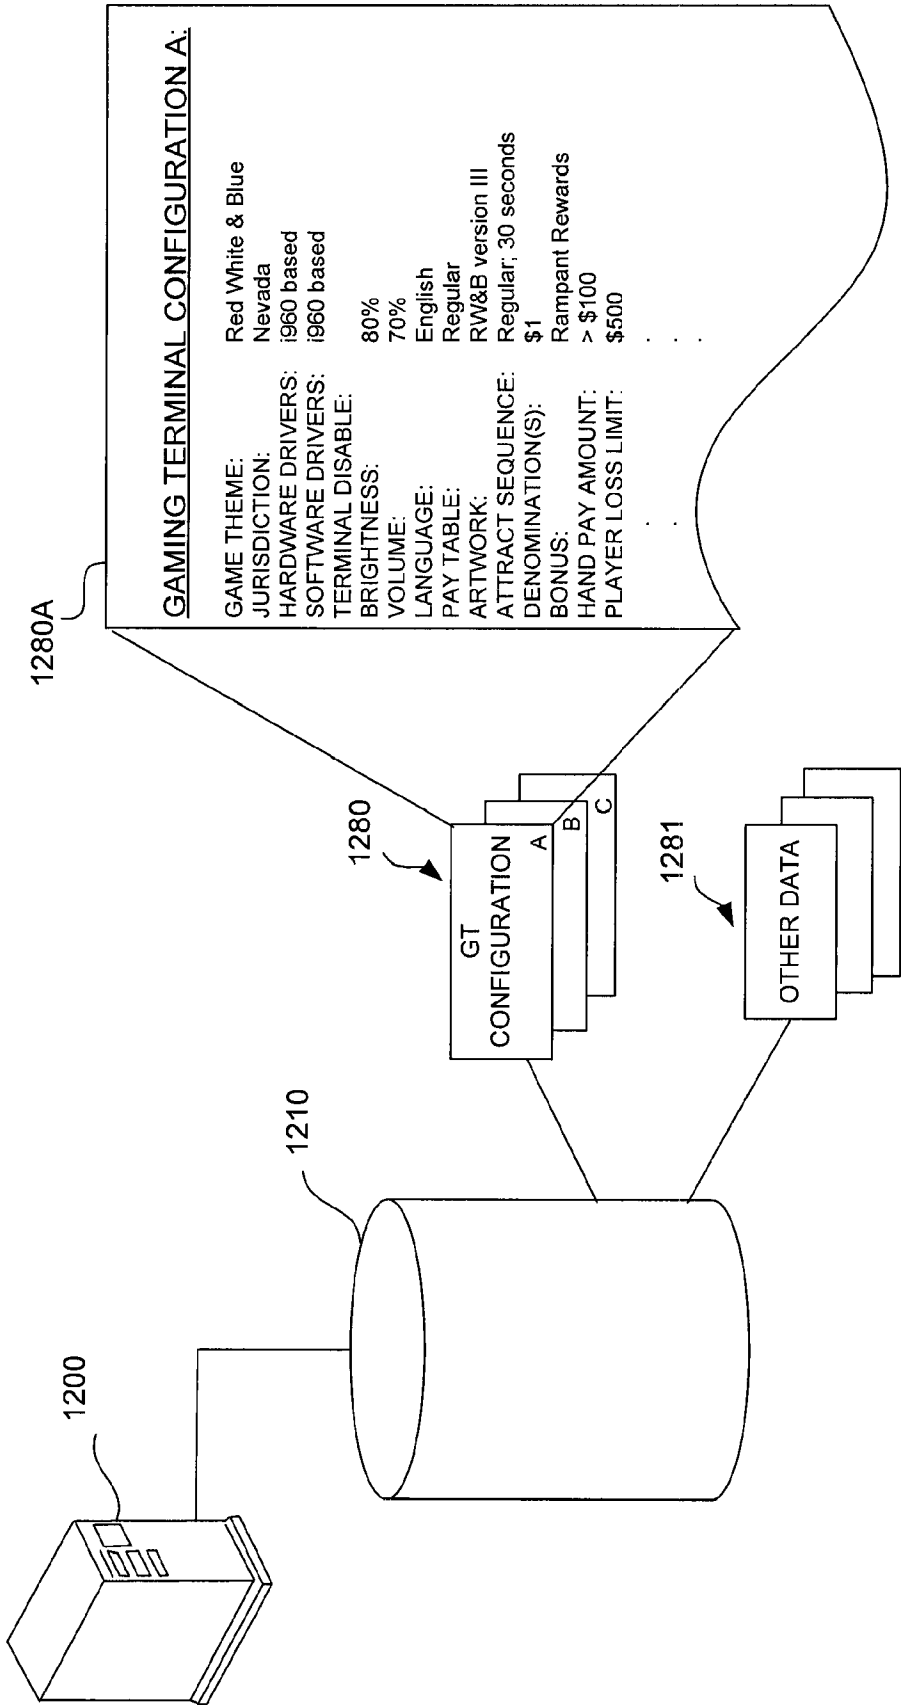 1200
1210
1280
GT
CONFIGURATION
A
B
C
1281
OTHER DATA
1280A
GAMING TERMINAL CONFIGURATION A:
GAME THEME: Red White & Blue
JURISDICTION: Nevada
HARDWARE DRIVERS: i960 based
SOFTWARE DRIVERS: i960 based
TERMINAL DISABLE:
BRIGHTNESS: 80%
VOLUME: 70%
LANGUAGE: English
PAY TABLE: Regular
ARTWORK: RW&B version III
ATTRACT SEQUENCE: Regular; 30 seconds
DENOMINATION(S): $1
BONUS: Rampant Rewards
HAND PAY AMOUNT: > $100
PLAYER LOSS LIMIT: $500
. .
. .
.